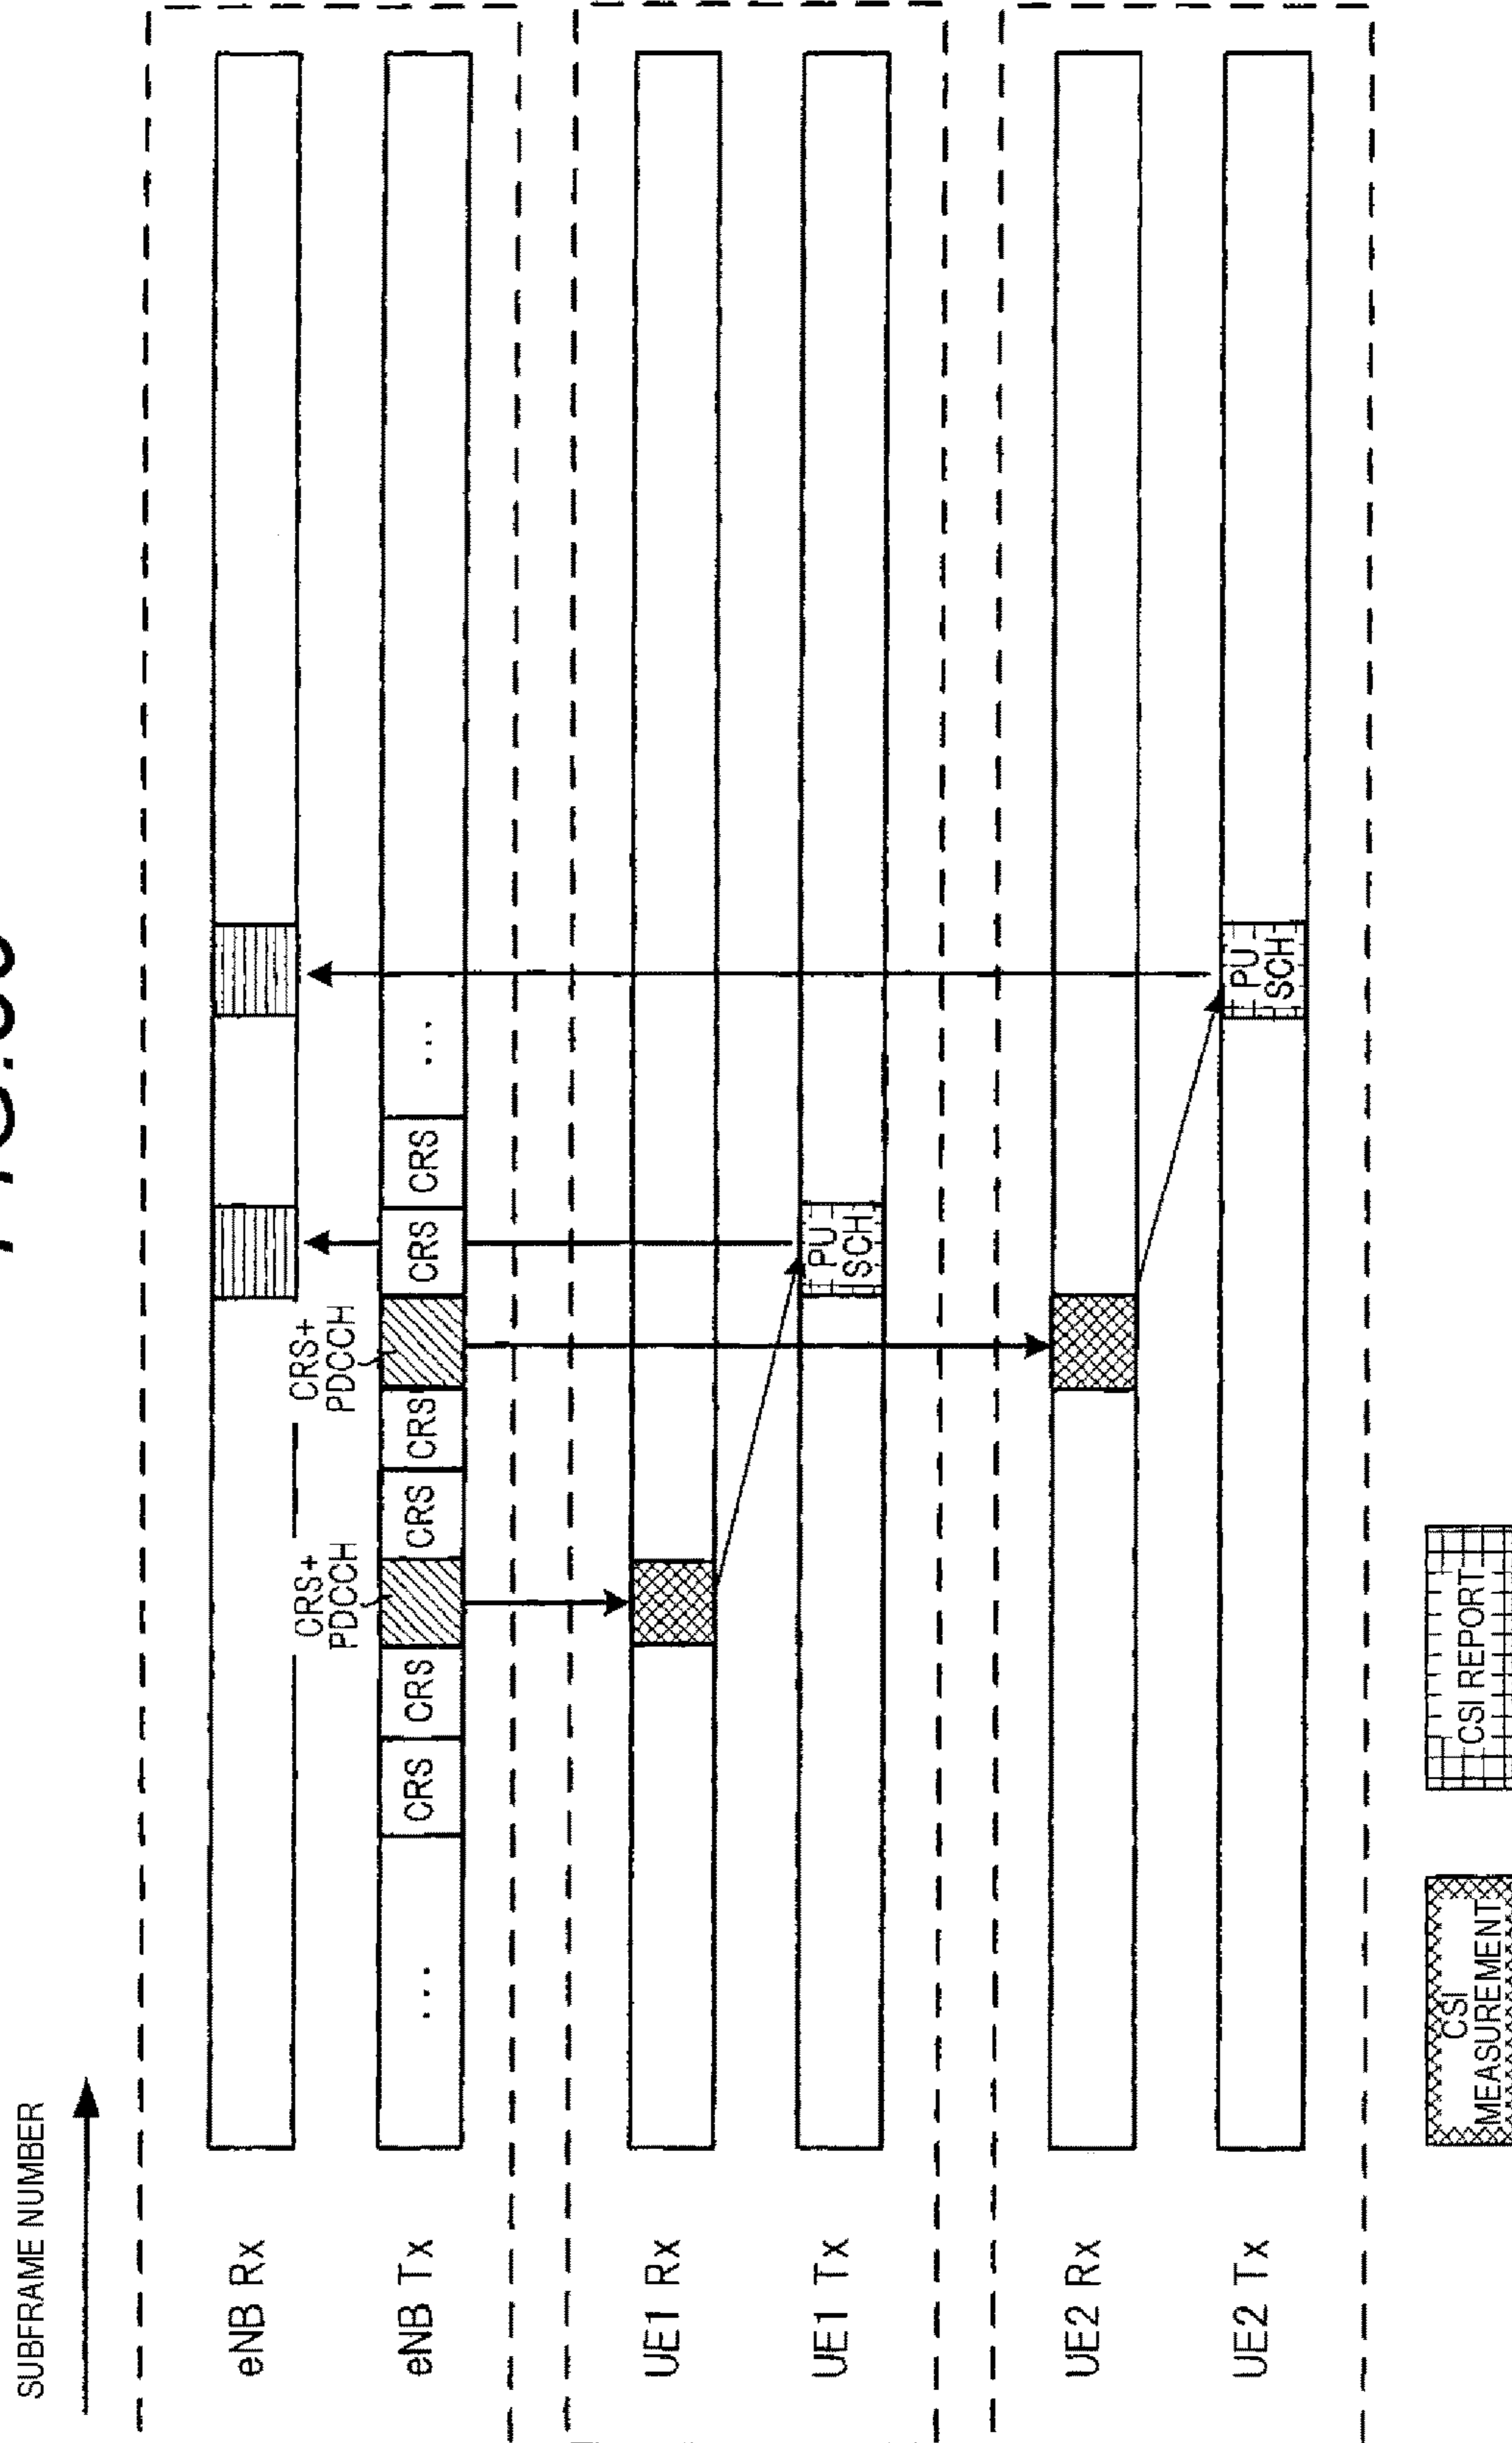 SUBFRAME NUMBER
eNB Rx
CRS+
PDCCH
CRS+
PDCCH
eNB Tx
...
CRS
CRS
CRS
CRS
CRS
CRS
...
UE1 Rx
UE1 Tx
PU
SCH
UE2 Rx
UE2 Tx
PU
SCH
CSI
MEASUREMENT
CSI REPORT